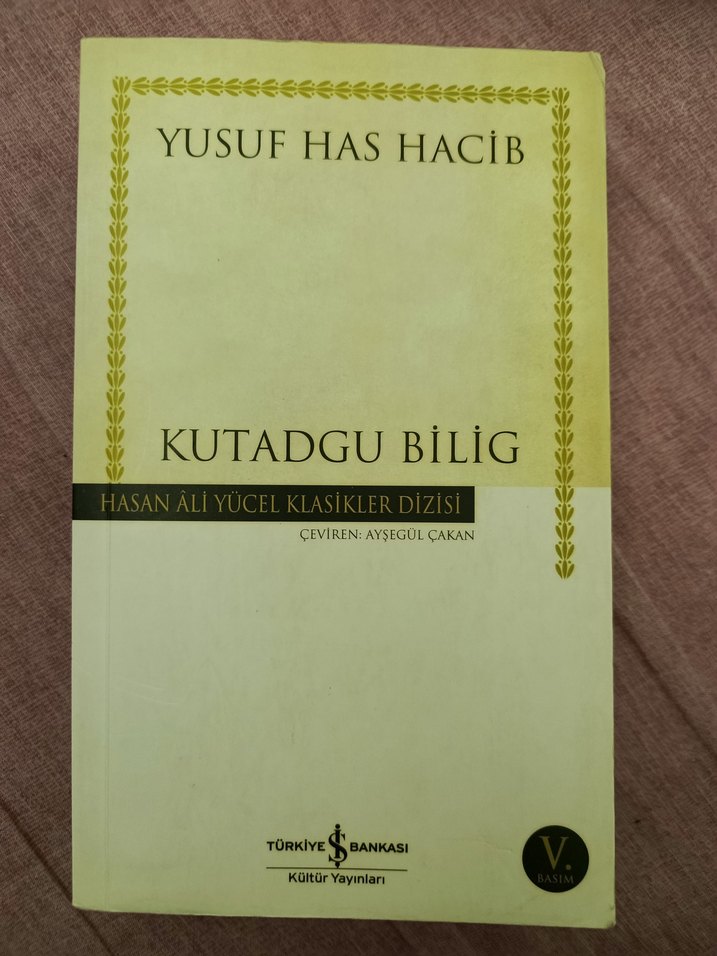 YUSUF HAS HACİB
KUTADGU BİLİG
HASAN ÂLİ YÜCEL KLASİKLER DİZİSİ
ÇEVİREN: AYŞEGÜL ÇAKAN
TÜRKİYE İŞ BANKASI
Kültür Yayınları
V.
BASIM